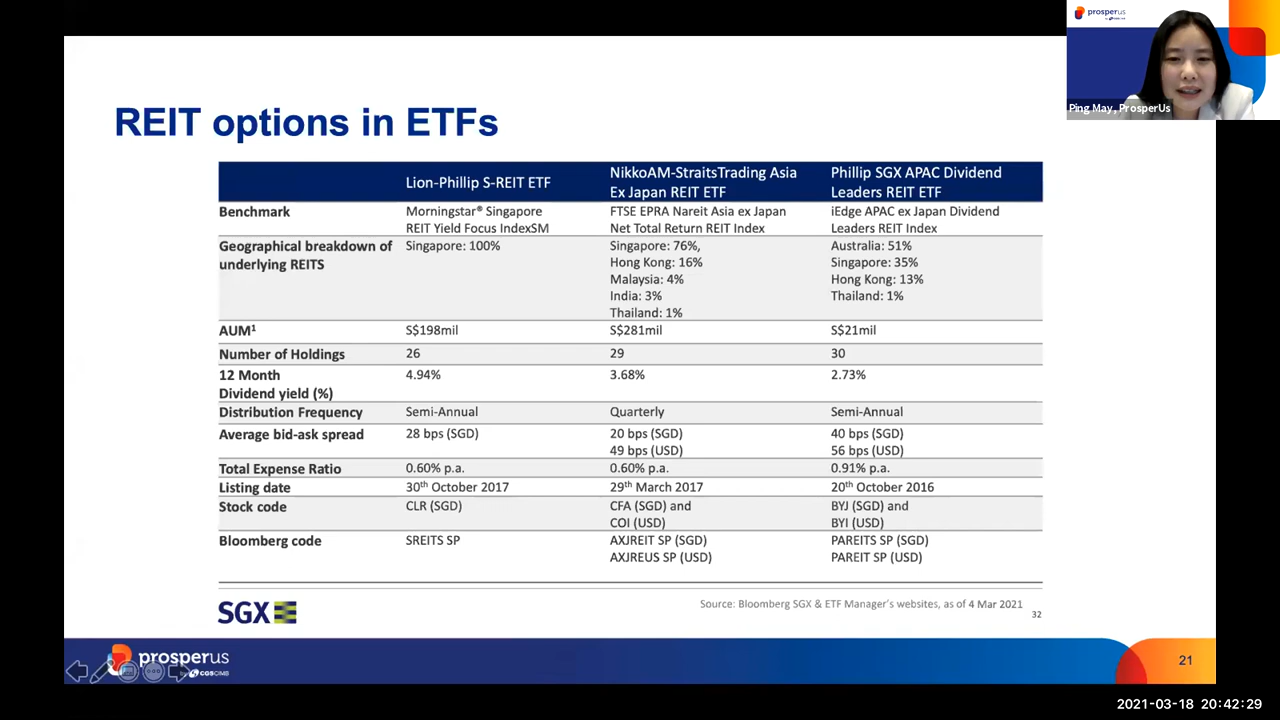 prosperus
Ping May, ProsperUs
REIT options in ETFs
Lion-Phillip S-REIT ETF
NikkoAM-StraitsTrading Asia
Ex Japan REIT ETF
Phillip SGX APAC Dividend
Leaders REIT ETF
Benchmark
Morningstar® Singapore
REIT Yield Focus IndexSM
FTSE EPRA Nareit Asia ex Japan
Net Total Return REIT Index
iEdge APAC ex Japan Dividend
Leaders REIT Index
Geographical breakdown of
underlying REITS
Singapore: 100%
Singapore: 76%,
Hong Kong: 16%
Malaysia: 4%
India: 3%
Thailand: 1%
Australia: 51%
Singapore: 35%
Hong Kong: 13%
Thailand: 1%
AUM¹
S$198mil
S$281mil
S$21mil
Number of Holdings
26
29
30
12 Month
Dividend yield (%)
4.94%
3.68%
2.73%
Distribution Frequency
Semi-Annual
Quarterly
Semi-Annual
Average bid-ask spread
28 bps (SGD)
20 bps (SGD)
49 bps (USD)
40 bps (SGD)
56 bps (USD)
Total Expense Ratio
0.60% p.a.
0.60% p.a.
0.91% p.a.
Listing date
30th October 2017
29th March 2017
20th October 2016
Stock code
CLR (SGD)
CFA (SGD) and
COI (USD)
BYJ (SGD) and
BYI (USD)
Bloomberg code
SREITS SP
AXJREIT SP (SGD)
AXJREUS SP (USD)
PAREITS SP (SGD)
PAREIT SP (USD)
SGX
Source: Bloomberg SGX & ETF Manager's websites, as of 4 Mar 2021
32
prosperus
by CGS CIMB
21
2021-03-18 20:42:29